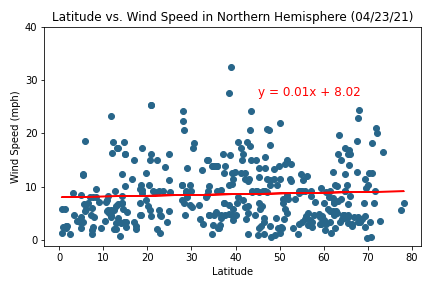 Latitude vs. Wind Speed in Northern Hemisphere (04/23/21)
40
30
20
10
0
Wind Speed (mph)
y = 0.01x + 8.02
0 10 20 30 40 50 60 70 80
Latitude